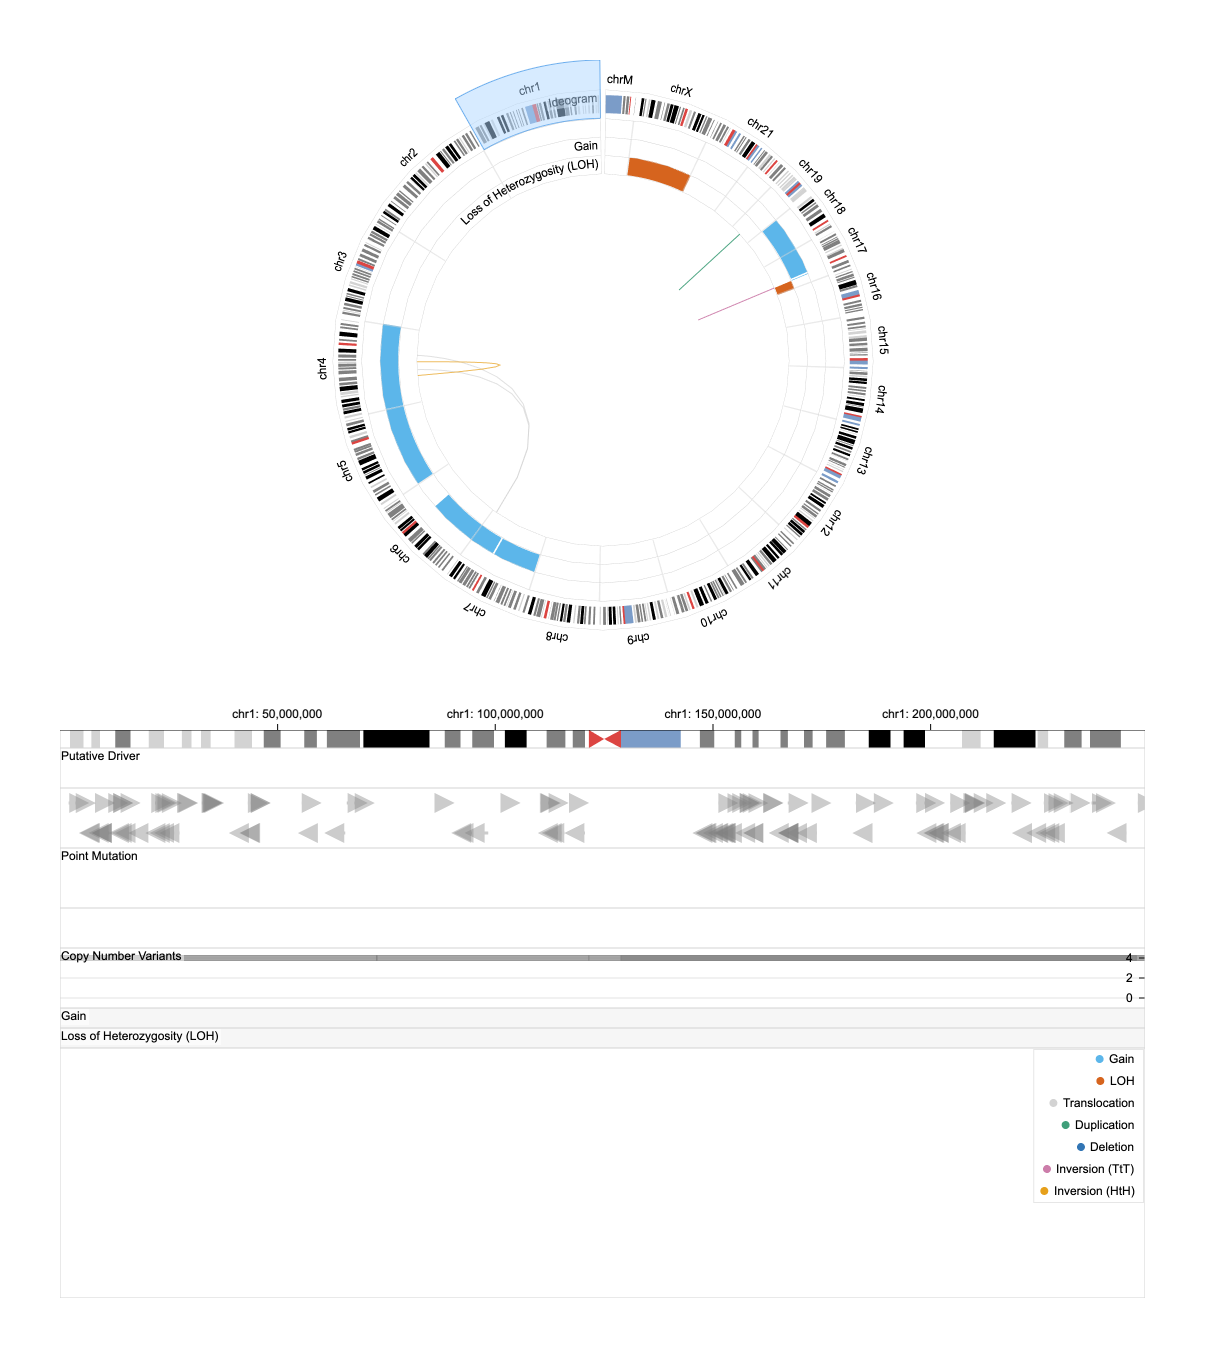 chrM
chrX
chr1
Ideogram
chr21
Gain
chr2
Loss of Heterozygosity (LOH)
chr19
chr18
chr17
chr3
chr16
chr15
chr4
chr14
chr13
chr5
chr12
chr6
chr11
chr7
chr10
chr8
chr9
chr1: 50,000,000
chr1: 100,000,000
chr1: 150,000,000
chr1: 200,000,000
Putative Driver
Point Mutation
Copy Number Variants
4
2
0
Gain
Loss of Heterozygosity (LOH)
Gain
LOH
Translocation
Duplication
Deletion
Inversion (TtT)
Inversion (HtH)